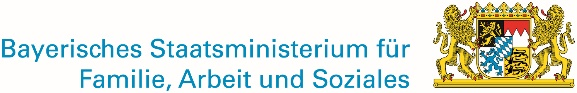 Bayerisches Staatsministerium für
Familie, Arbeit und Soziales